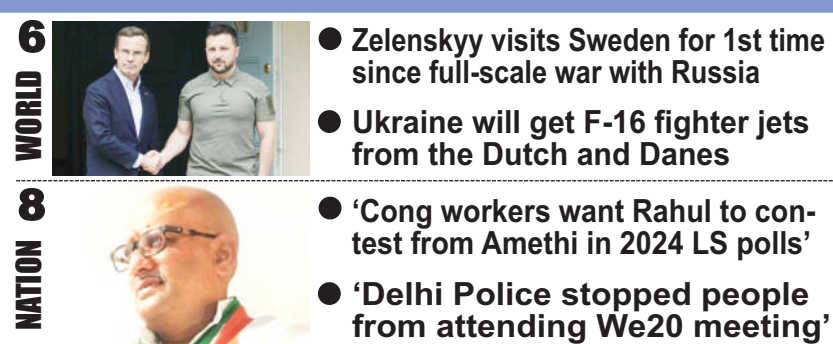 6
WORLD
● Zelenskyy visits Sweden for 1st time
since full-scale war with Russia
● Ukraine will get F-16 fighter jets
from the Dutch and Danes
8
NATION
● ‘Cong workers want Rahul to con-
test from Amethi in 2024 LS polls’
● ‘Delhi Police stopped people
from attending We20 meeting’